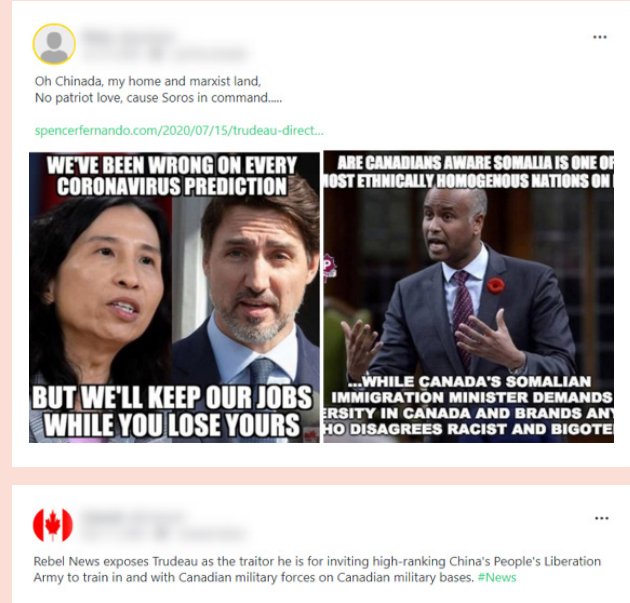 Oh Chinada, my home and marxist land,
No patriot love, cause Soros in command.....
spencerfernando.com/2020/07/15/trudeau-direct...
WE'VE BEEN WRONG ON EVERY
CORONAVIRUS PREDICTION
BUT WE'LL KEEP OUR JOBS
WHILE YOU LOSE YOURS
ARE CANADIANS AWARE SOMALIA IS ONE OF
MOST ETHNICALLY HOMOGENOUS NATIONS ON
...WHILE CANADA'S SOMALIAN
IMMIGRATION MINISTER DEMANDS
ERSITY IN CANADA AND BRANDS ANY
HO DISAGREES RACIST AND BIGOTE
Rebel News exposes Trudeau as the traitor he is for inviting high-ranking China's People's Liberation
Army to train in and with Canadian military forces on Canadian military bases. #News